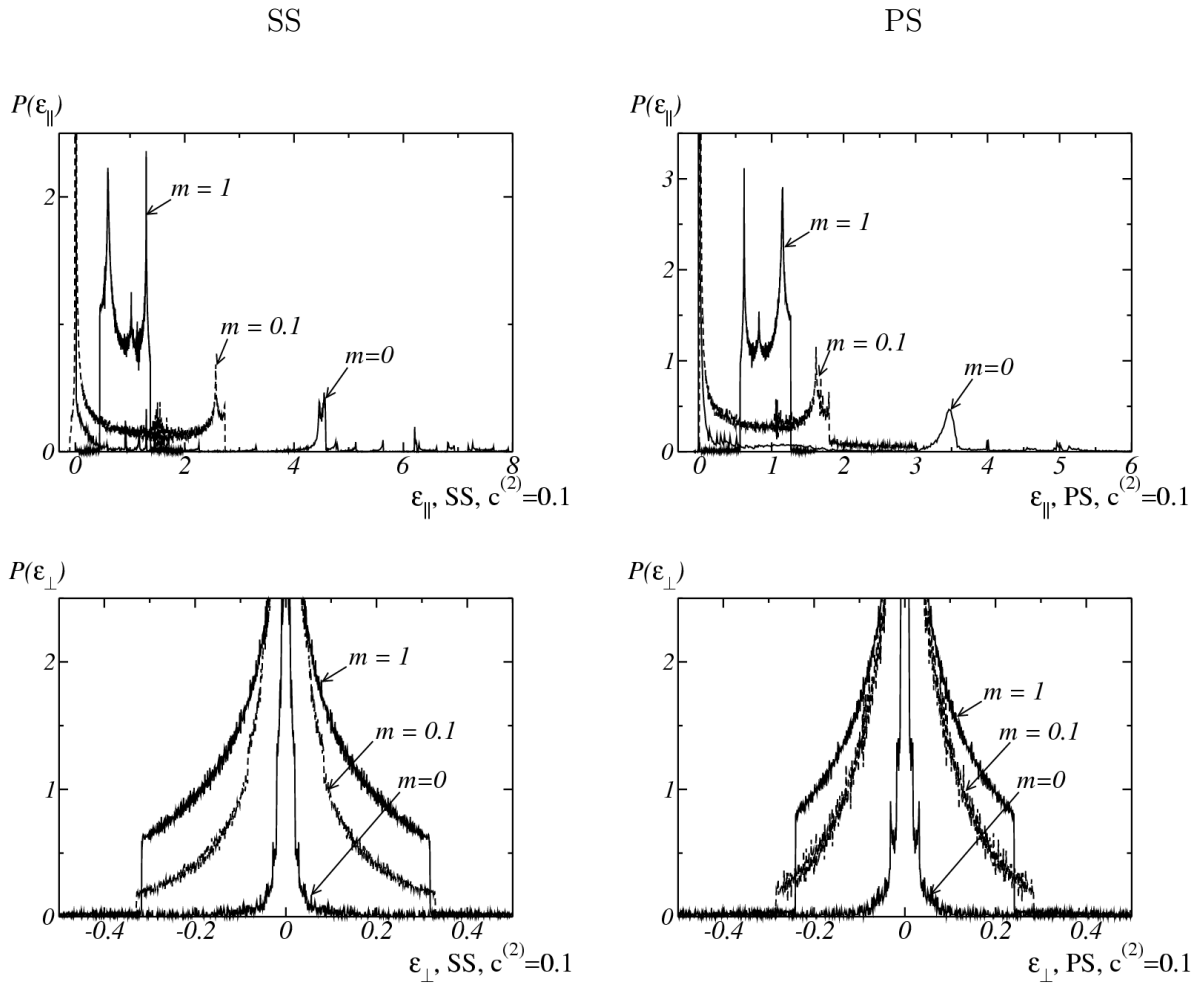 SS PS
P(ε∥) P(ε∥)
2
m = 1
m = 0.1
m=0
0
0 2 4 6 8
ε∥, SS, c(2)=0.1
3
m = 1
2
m = 0.1
m=0
1
0
0 1 2 3 4 5 6
ε∥, PS, c(2)=0.1
P(ε⊥) P(ε⊥)
2
m = 1
m = 0.1
1
m=0
0
-0.4 -0.2 0 0.2 0.4
ε⊥, SS, c(2)=0.1
2
m = 1
m = 0.1
1
m=0
0
-0.4 -0.2 0 0.2 0.4
ε⊥, PS, c(2)=0.1